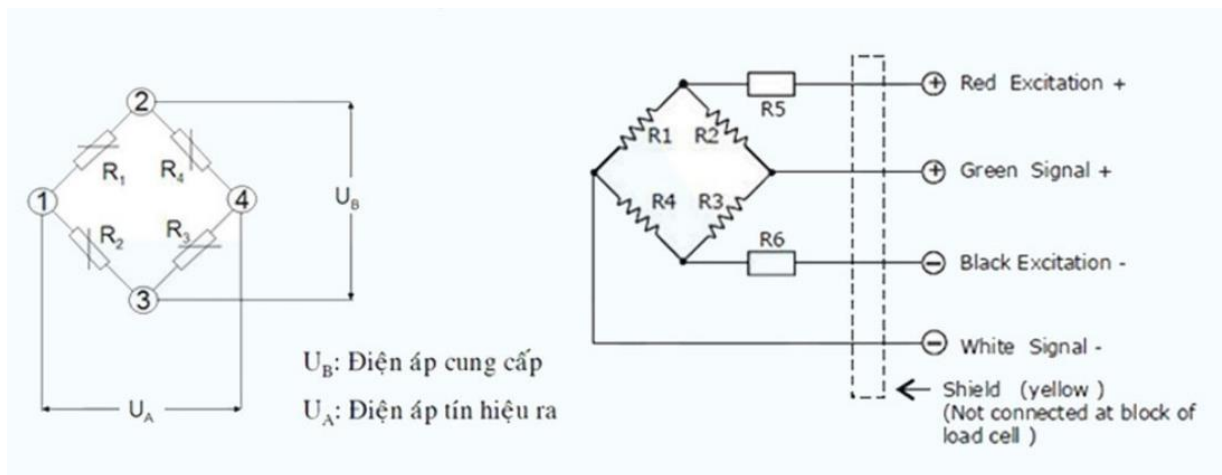 2
R1 R4
1 4
R2 R3
3
UB
UA
UB: Điện áp cung cấp
UA: Điện áp tín hiệu ra
R5
R1 R2
R4 R3
R6
+ Red Excitation +
+ Green Signal +
− Black Excitation -
− White Signal -
Shield (yellow )
(Not connected at block of
load cell )